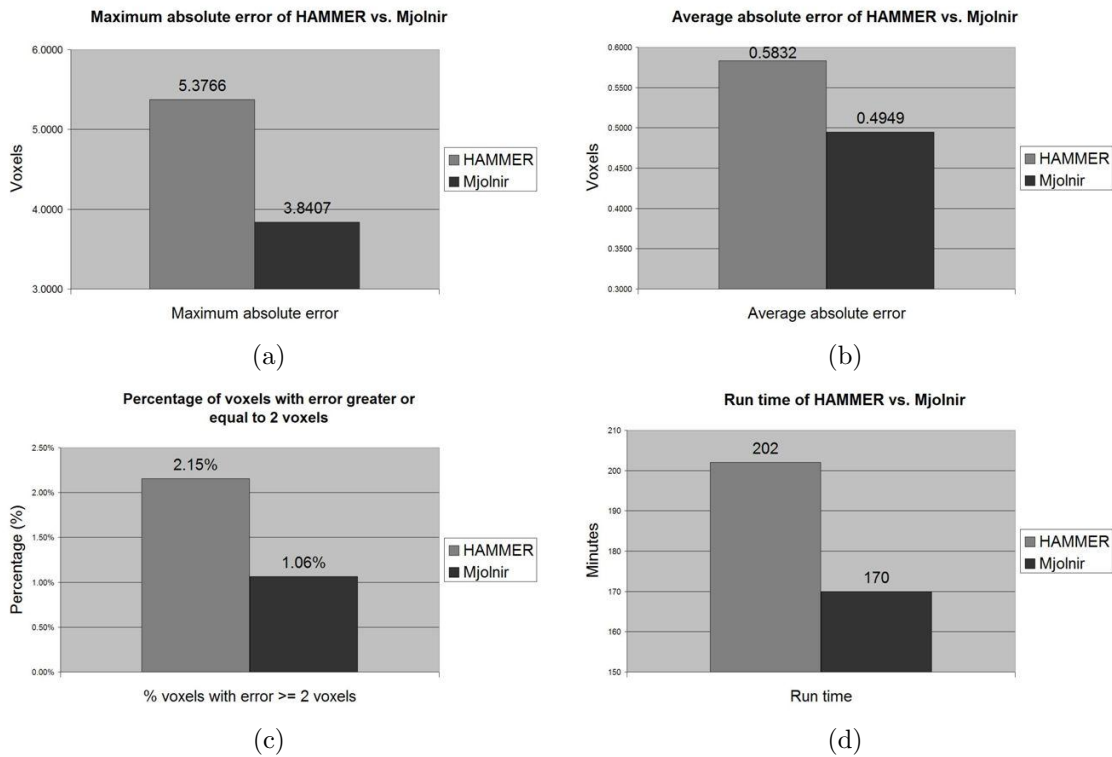 Maximum absolute error of HAMMER vs. Mjolnir
6.0000
5.0000
4.0000
3.0000
Voxels
5.3766
3.8407
HAMMER
Mjolnir
Maximum absolute error
(a)
Average absolute error of HAMMER vs. Mjolnir
0.6000
0.5500
0.5000
0.4500
0.4000
0.3500
0.3000
Voxels
0.5832
0.4949
HAMMER
Mjolnir
Average absolute error
(b)
Percentage of voxels with error greater or
equal to 2 voxels
2.50%
2.00%
1.50%
1.00%
0.50%
0.00%
Percentage (%)
2.15%
1.06%
HAMMER
Mjolnir
% voxels with error >= 2 voxels
(c)
Run time of HAMMER vs. Mjolnir
210
200
190
180
170
160
150
Minutes
202
170
HAMMER
Mjolnir
Run time
(d)